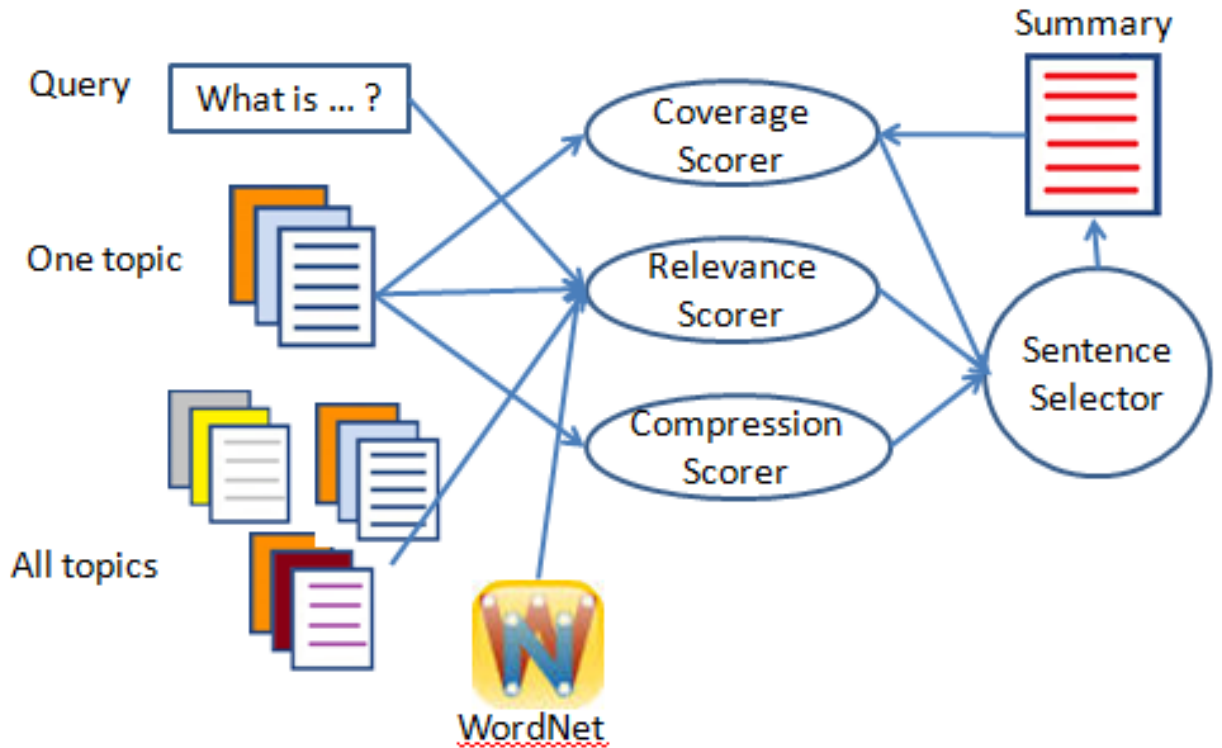 Summary
Query
What is ... ?
Coverage
Scorer
One topic
Relevance
Scorer
Sentence
Selector
Compression
Scorer
All topics
WordNet